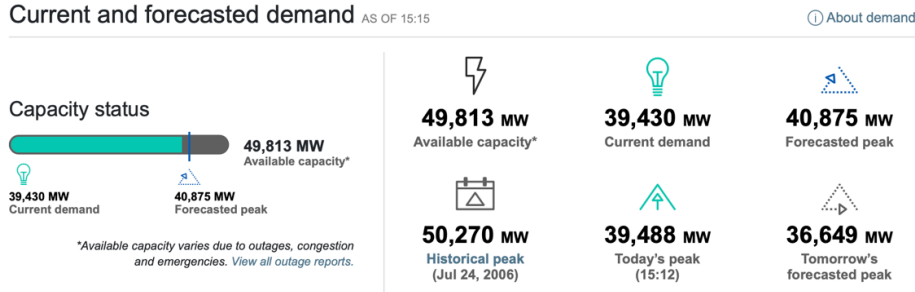 Current and forecasted demand AS OF 15:15
About demand
Capacity status
49,813 MW
Available capacity*
39,430 MW
Current demand
40,875 MW
Forecasted peak
*Available capacity varies due to outages, congestion
and emergencies. View all outage reports.
49,813 MW
Available capacity*
39,430 MW
Current demand
40,875 MW
Forecasted peak
50,270 MW
Historical peak
(Jul 24, 2006)
39,488 MW
Today's peak
(15:12)
36,649 MW
Tomorrow's
forecasted peak